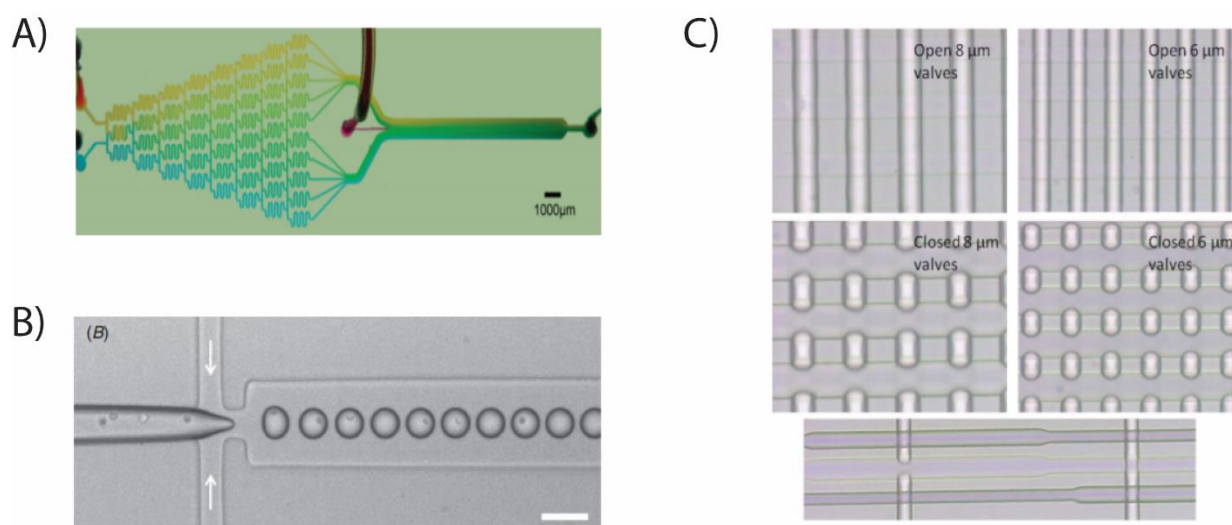 A)
1000µm
B)
(B)
C)
Open 8 µm
valves
Open 6 µm
valves
Closed 8 µm
valves
Closed 6 µm
valves